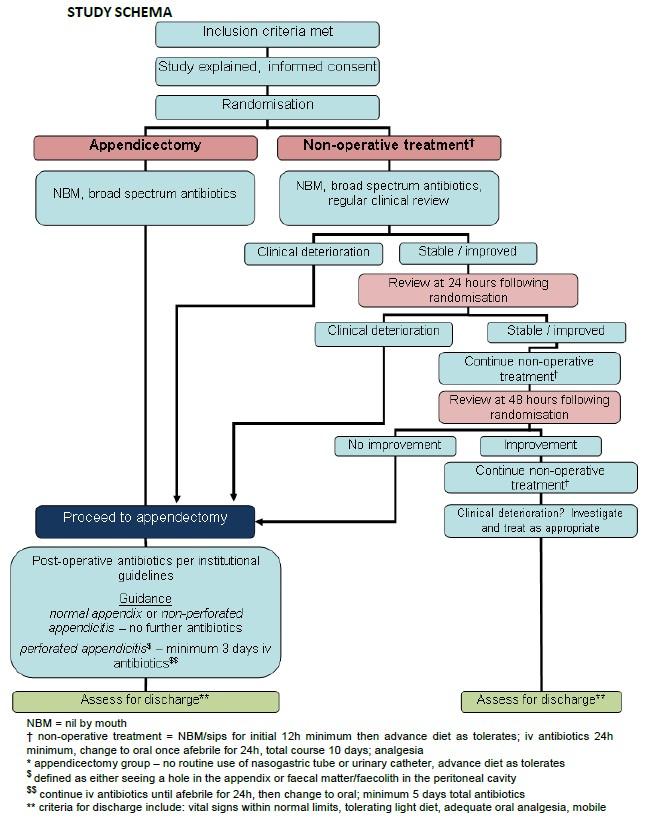 STUDY SCHEMA
Inclusion criteria met
Study explained, informed consent
Randomisation
Appendicectomy
Non-operative treatment†
NBM, broad spectrum antibiotics
NBM, broad spectrum antibiotics,
regular clinical review
Clinical deterioration
Stable / improved
Review at 24 hours following
randomisation
Clinical deterioration
Stable / improved
Continue non-operative
treatment†
Review at 48 hours following
randomisation
No improvement
Improvement
Continue non-operative
treatment†
Proceed to appendectomy
Clinical deterioration? Investigate
and treat as appropriate
Post-operative antibiotics per institutional
guidelines
Guidance
normal appendix or non-perforated
appendicitis – no further antibiotics
perforated appendicitis$ – minimum 3 days iv
antibiotics$$
Assess for discharge**
Assess for discharge**
NBM = nil by mouth
† non-operative treatment = NBM/sips for initial 12h minimum then advance diet as tolerates; iv antibiotics 24h
minimum, change to oral once afebrile for 24h, total course 10 days; analgesia
* appendicectomy group – no routine use of nasogastric tube or urinary catheter, advance diet as tolerates
$ defined as either seeing a hole in the appendix or faecal matter/faecolith in the peritoneal cavity
$$ continue iv antibiotics until afebrile for 24h, then change to oral; minimum 5 days total antibiotics
** criteria for discharge include: vital signs within normal limits, tolerating light diet, adequate oral analgesia, mobile